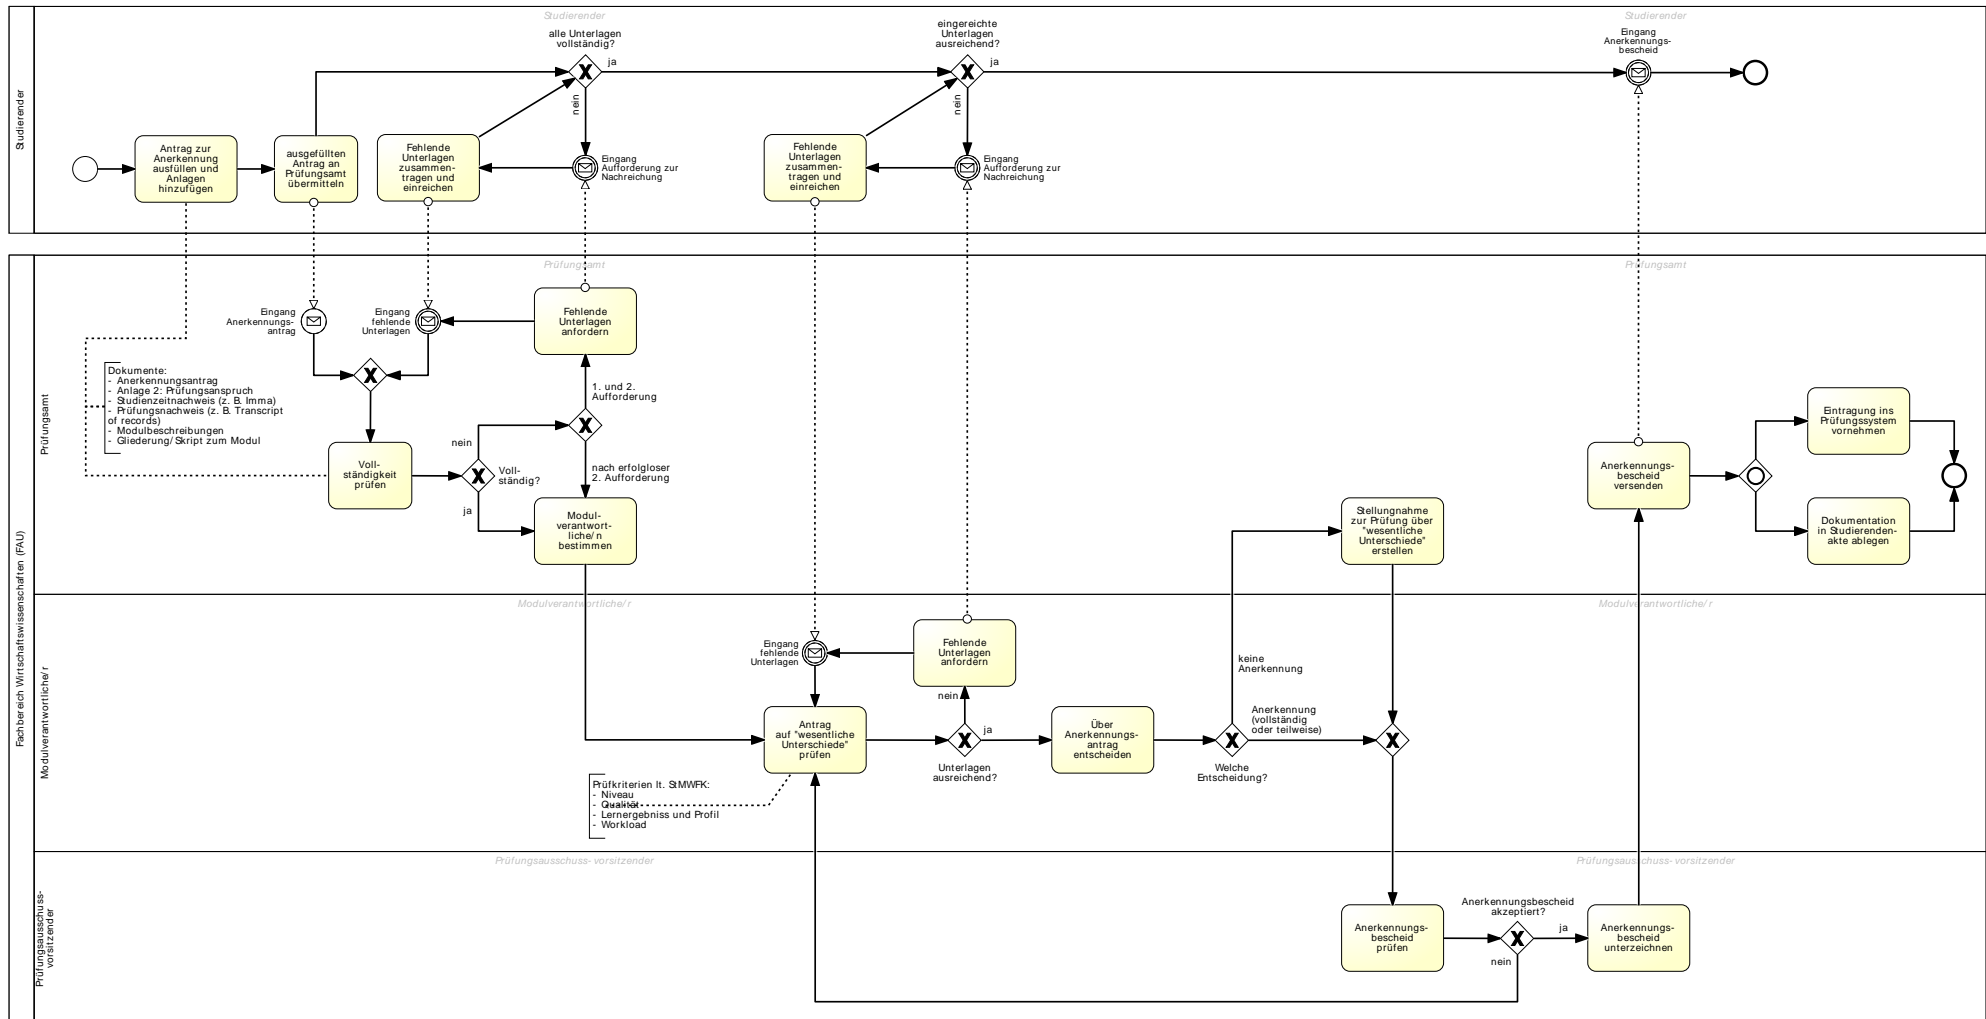 Studierender
Studierender
Studierender
alle Unterlagen
vollständig?
ja
nein
eingereichte
Unterlagen
ausreichend?
ja
nein
Eingang
Anerkennungs-
bescheid
Antrag zur
Anerkennung
ausfüllen und
Anlagen
hinzufügen
ausgefüllten
Antrag an
Prüfungsamt
übermitteln
Fehlende
Unterlagen
zusammen-
tragen und
einreichen
Eingang
Aufforderung zur
Nachreichung
Fehlende
Unterlagen
zusammen-
tragen und
einreichen
Eingang
Aufforderung zur
Nachreichung
Fachbereich Wirtschaftswissenschaften (FAU)
Prüfungsamt
Prüfungsamt
Prüfungsamt
Eingang
Anerkennungs-
antrag
Eingang
fehlende
Unterlagen
Fehlende
Unterlagen
anfordern
Dokumente:
- Anerkennungsantrag
- Anlage 2: Prüfungsanspruch
- Studienzeitnachweis (z. B. Imma)
- Prüfungsnachweis (z. B. Transcript
of records)
- Modulbeschreibungen
- Gliederung/Skript zum Modul
1. und 2.
Aufforderung
nein
Voll-
ständig?
ja
nach erfolgloser
2. Aufforderung
Voll-
ständigkeit
prüfen
Modul-
verantwort-
liche/n
bestimmen
Stellungnahme
zur Prüfung über
"wesentliche
Unterschiede"
erstellen
Anerkennungs-
bescheid
versenden
Eintragung ins
Prüfungssystem
vornehmen
Dokumentation
in Studierenden-
akte ablegen
Modulverantwortliche/r
Modulverantwortliche/r
Modulverantwortliche/r
Eingang
fehlende
Unterlagen
Fehlende
Unterlagen
anfordern
nein
ja
Unterlagen
ausreichend?
Antrag
auf "wesentliche
Unterschiede"
prüfen
Über
Anerkennungs-
antrag
entscheiden
keine
Anerkennung
Anerkennung
(vollständig
oder teilweise)
Welche
Entscheidung?
Prüfkriterien lt. StMWFK:
- Niveau
- Qualität
- Lernergebniss und Profil
- Workload
Prüfungsausschuss-
vorsitzender
Prüfungsausschuss- vorsitzender
Prüfungsausschuss- vorsitzender
Anerkennungs-
bescheid
prüfen
Anerkennungsbescheid
akzeptiert?
ja
nein
Anerkennungs-
bescheid
unterzeichnen